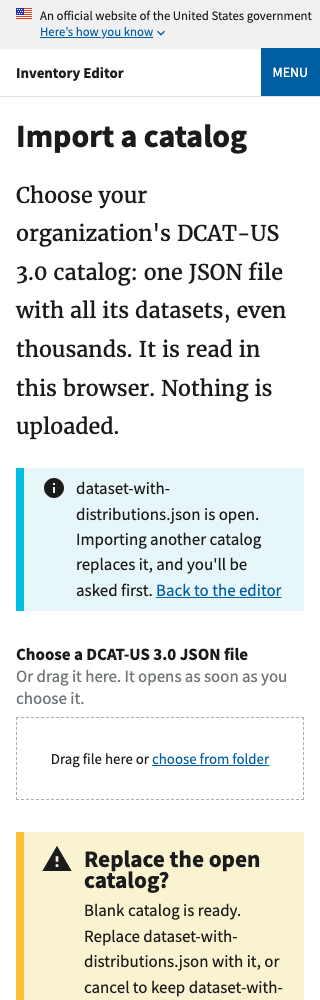 An official website of the United States government
Here's how you know
Inventory Editor
MENU
Import a catalog
Choose your
organization's DCAT-US
3.0 catalog: one JSON file
with all its datasets, even
thousands. It is read in
this browser. Nothing is
uploaded.
dataset-with-
distributions.json is open.
Importing another catalog
replaces it, and you'll be
asked first. Back to the editor
Choose a DCAT-US 3.0 JSON file
Or drag it here. It opens as soon as you
choose it.
Drag file here or choose from folder
Replace the open
catalog?
Blank catalog is ready.
Replace dataset-with-
distributions.json with it, or
cancel to keep dataset-with-